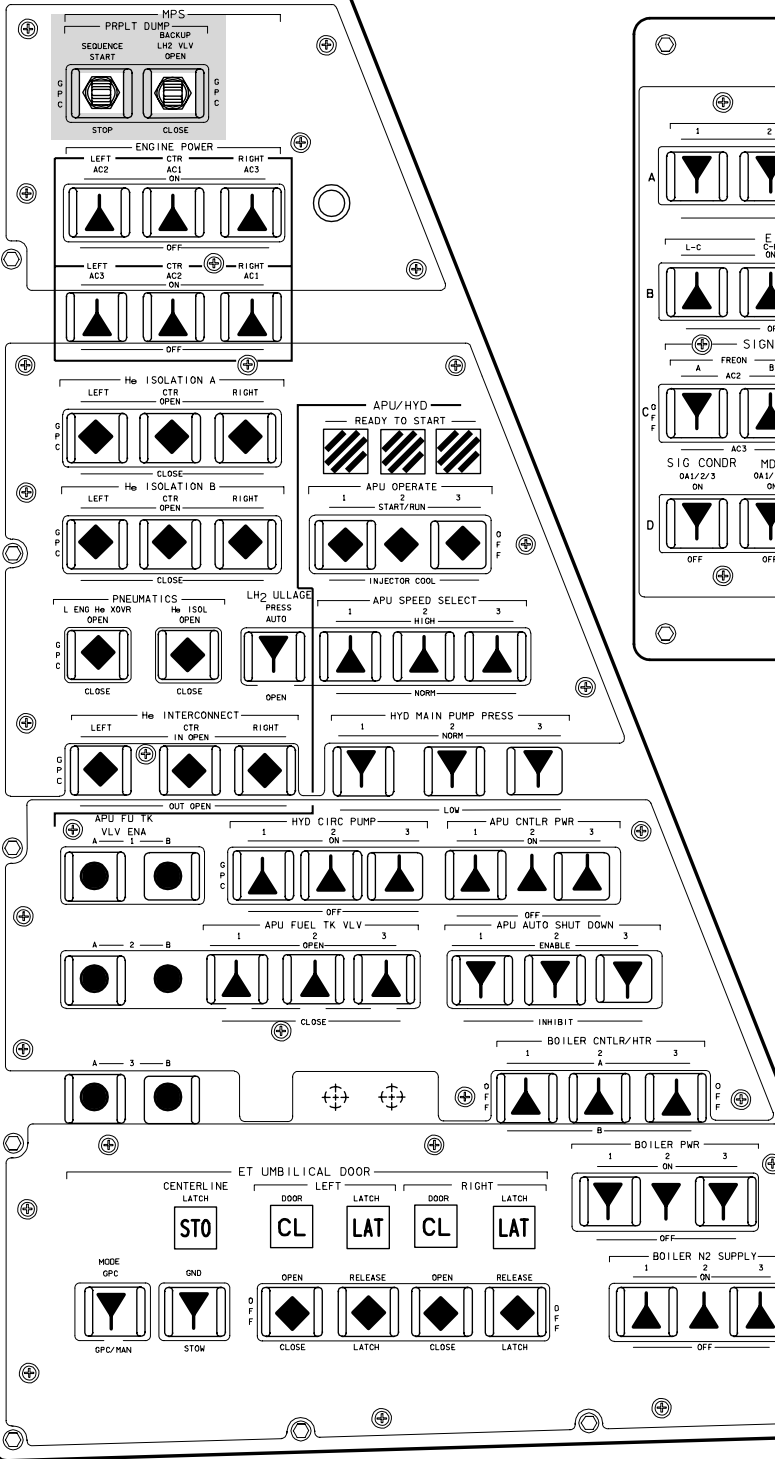 MPS
PRPLT DUMP
BACKUP
SEQUENCE LH2 VLV
START OPEN
GPC GPC
STOP CLOSE
ENGINE POWER
LEFT CTR RIGHT
AC2 AC1 AC3
ON
OFF
LEFT CTR RIGHT
AC3 AC2 AC1
ON
OFF
He ISOLATION A
LEFT CTR RIGHT
OPEN
GPC
CLOSE
He ISOLATION B
LEFT CTR RIGHT
OPEN
GPC
CLOSE
APU/HYD
READY TO START
APU OPERATE
1 2 3
START/RUN
OFF
INJECTOR COOL
PNEUMATICS
L ENG He XOVR He ISOL
OPEN OPEN
GPC
CLOSE CLOSE
LH2 ULLAGE
PRESS
AUTO
OPEN
APU SPEED SELECT
1 2 3
HIGH
NORM
He INTERCONNECT
LEFT CTR RIGHT
IN OPEN
GPC
OUT OPEN
HYD MAIN PUMP PRESS
1 2 3
NORM
LOW
APU FU TK
VLV ENA
A 1 B
A 2 B
A 3 B
HYD CIRC PUMP
1 2 3
ON
GPC
OFF
APU CNTLR PWR
1 2 3
ON
OFF
APU FUEL TK VLV
1 2 3
OPEN
CLOSE
APU AUTO SHUT DOWN
1 2 3
ENABLE
INHIBIT
BOILER CNTLR/HTR
1 2 3
A
OFF OFF
B
BOILER PWR
1 2 3
ON
OFF
BOILER N2 SUPPLY
1 2 3
ON
OFF
ET UMBILICAL DOOR
CENTERLINE LEFT RIGHT
LATCH DOOR LATCH DOOR LATCH
STO CL LAT CL LAT
MODE
GPC GND OPEN RELEASE OPEN RELEASE
OFF OFF
GPC/MAN STOW CLOSE LATCH CLOSE LATCH
1 2
A
E
L-C
ON
B
SIGN
FREON
A B
AC2
C OFF
AC3
SIG CONDR MD
OA1/2/3 OA1/
ON ON
D
OFF OFF